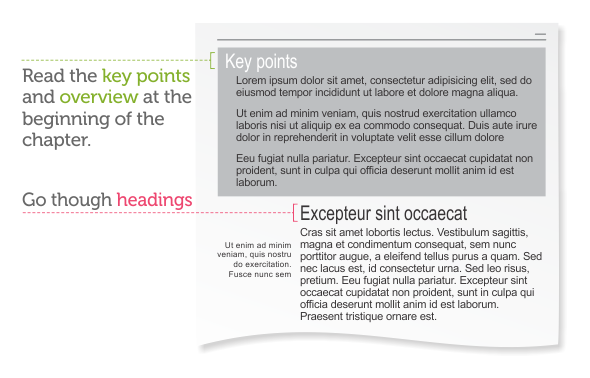 Read the key points
and overview at the
beginning of the
chapter.
Go though headings
Key points
Lorem ipsum dolor sit amet, consectetur adipisicing elit, sed do
eiusmod tempor incididunt ut labore et dolore magna aliqua.
Ut enim ad minim veniam, quis nostrud exercitation ullamco
laboris nisi ut aliquip ex ea commodo consequat. Duis aute irure
dolor in reprehenderit in voluptate velit esse cillum dolore
Eeu fugiat nulla pariatur. Excepteur sint occaecat cupidatat non
proident, sunt in culpa qui officia deserunt mollit anim id est
laborum.
Excepteur sint occaecat
Cras sit amet lobortis lectus. Vestibulum sagittis,
magna et condimentum consequat, sem nunc
porttitor augue, a eleifend tellus purus a quam. Sed
nec lacus est, id consectetur urna. Sed leo risus,
pretium. Eeu fugiat nulla pariatur. Excepteur sint
occaecat cupidatat non proident, sunt in culpa qui
officia deserunt mollit anim id est laborum.
Praesent tristique ornare est.
Ut enim ad minim
veniam, quis nostru
do exercitation.
Fusce nunc sem